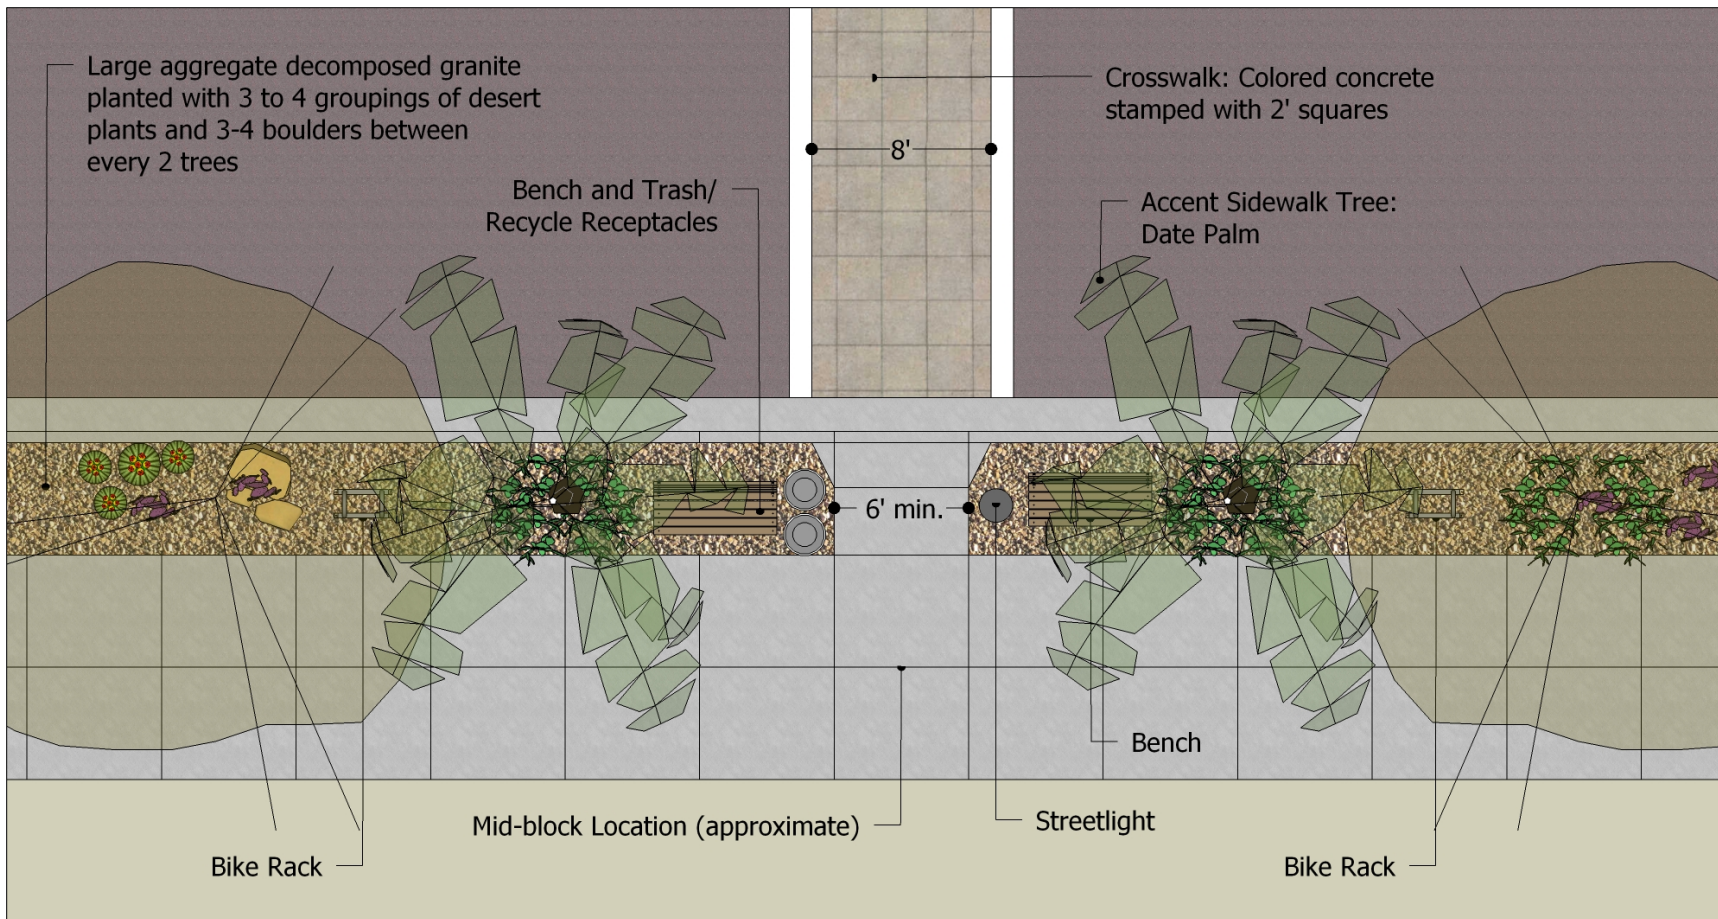 Large aggregate decomposed granite
planted with 3 to 4 groupings of desert
plants and 3-4 boulders between
every 2 trees
Bench and Trash/
Recycle Receptacles
8'
Crosswalk: Colored concrete
stamped with 2' squares
Accent Sidewalk Tree:
Date Palm
6' min.
Bench
Mid-block Location (approximate)
Streetlight
Bike Rack
Bike Rack